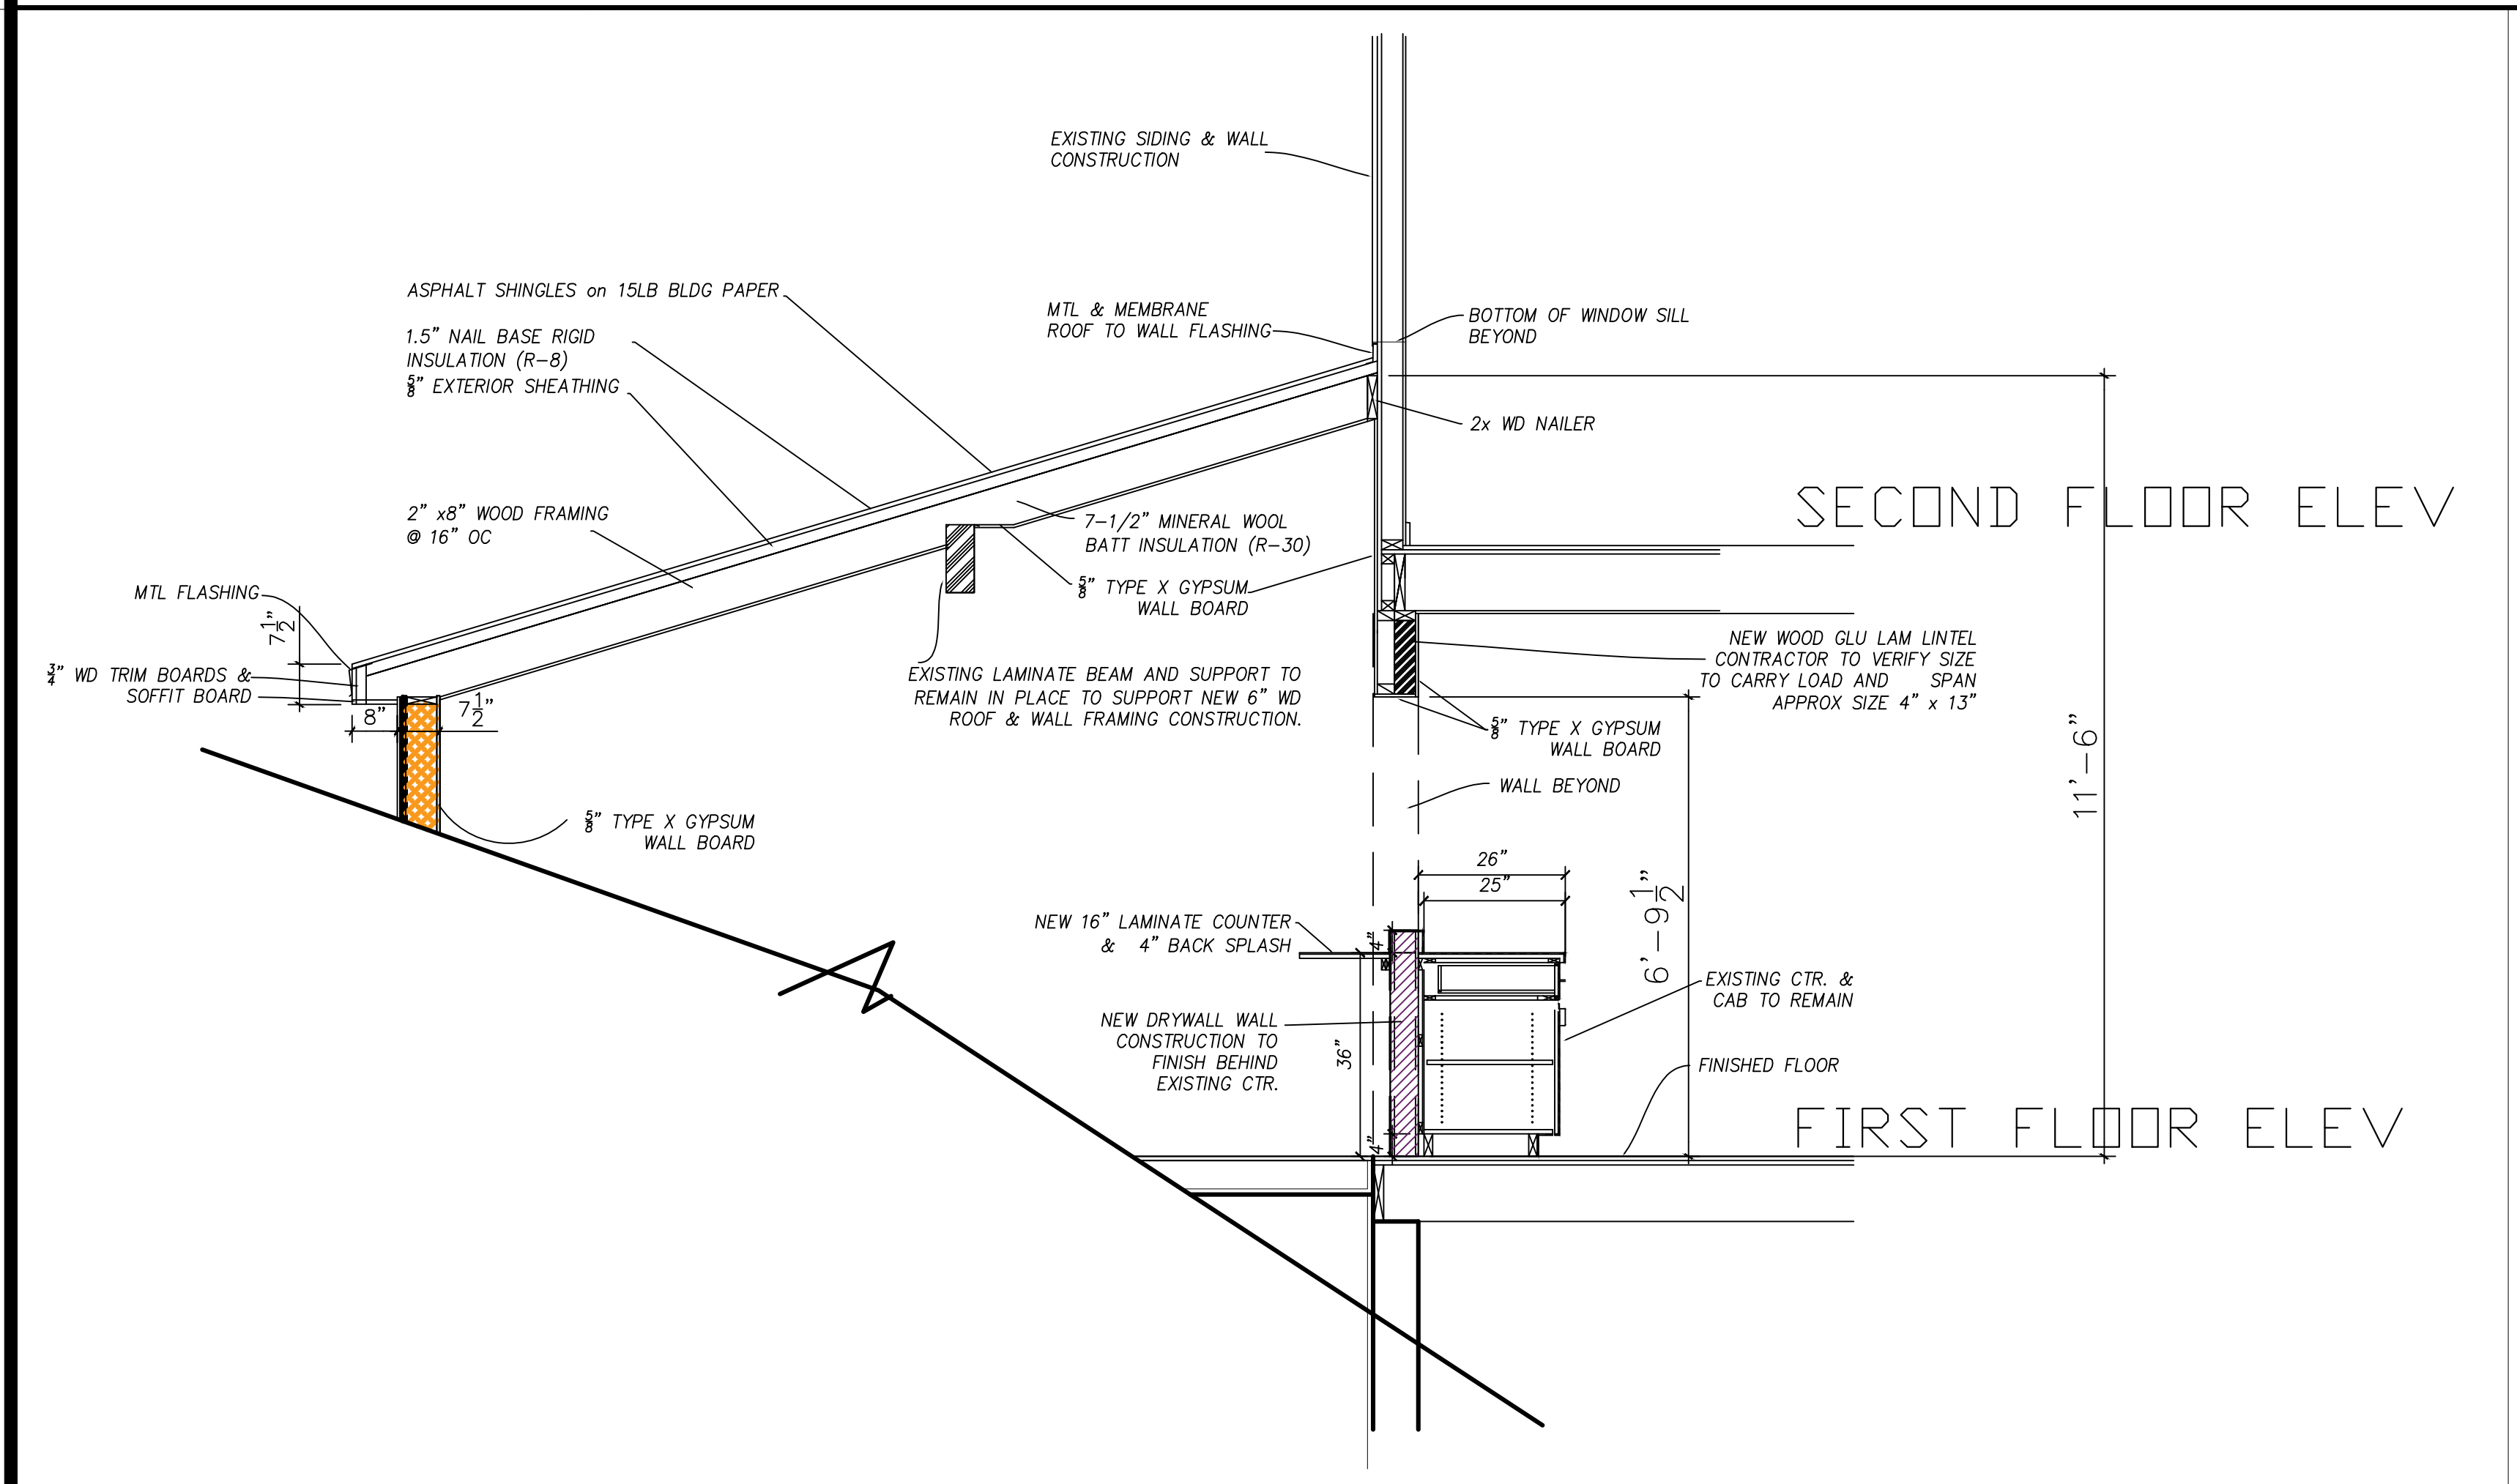 EXISTING SIDING & WALL
CONSTRUCTION
ASPHALT SHINGLES on 15LB BLDG PAPER
1.5" NAIL BASE RIGID
INSULATION (R-8)
5/8" EXTERIOR SHEATHING
MTL & MEMBRANE
ROOF TO WALL FLASHING
BOTTOM OF WINDOW SILL
BEYOND
2x WD NAILER
2" x8" WOOD FRAMING
@ 16" OC
7-1/2" MINERAL WOOL
BATT INSULATION (R-30)
5/8" TYPE X GYPSUM
WALL BOARD
SECOND FLOOR ELEV
MTL FLASHING
7 1/2"
3/4" WD TRIM BOARDS &
SOFFIT BOARD
8"
7 1/2"
EXISTING LAMINATE BEAM AND SUPPORT TO
REMAIN IN PLACE TO SUPPORT NEW 6" WD
ROOF & WALL FRAMING CONSTRUCTION.
NEW WOOD GLU LAM LINTEL
CONTRACTOR TO VERIFY SIZE
TO CARRY LOAD AND SPAN
APPROX SIZE 4" x 13"
5/8" TYPE X GYPSUM
WALL BOARD
11'-6"
WALL BEYOND
5/8" TYPE X GYPSUM
WALL BOARD
26"
25"
6'-9 1/2"
NEW 16" LAMINATE COUNTER
& 4" BACK SPLASH
4"
EXISTING CTR. &
CAB TO REMAIN
NEW DRYWALL WALL
CONSTRUCTION TO
FINISH BEHIND
EXISTING CTR.
36"
FINISHED FLOOR
4"
FIRST FLOOR ELEV